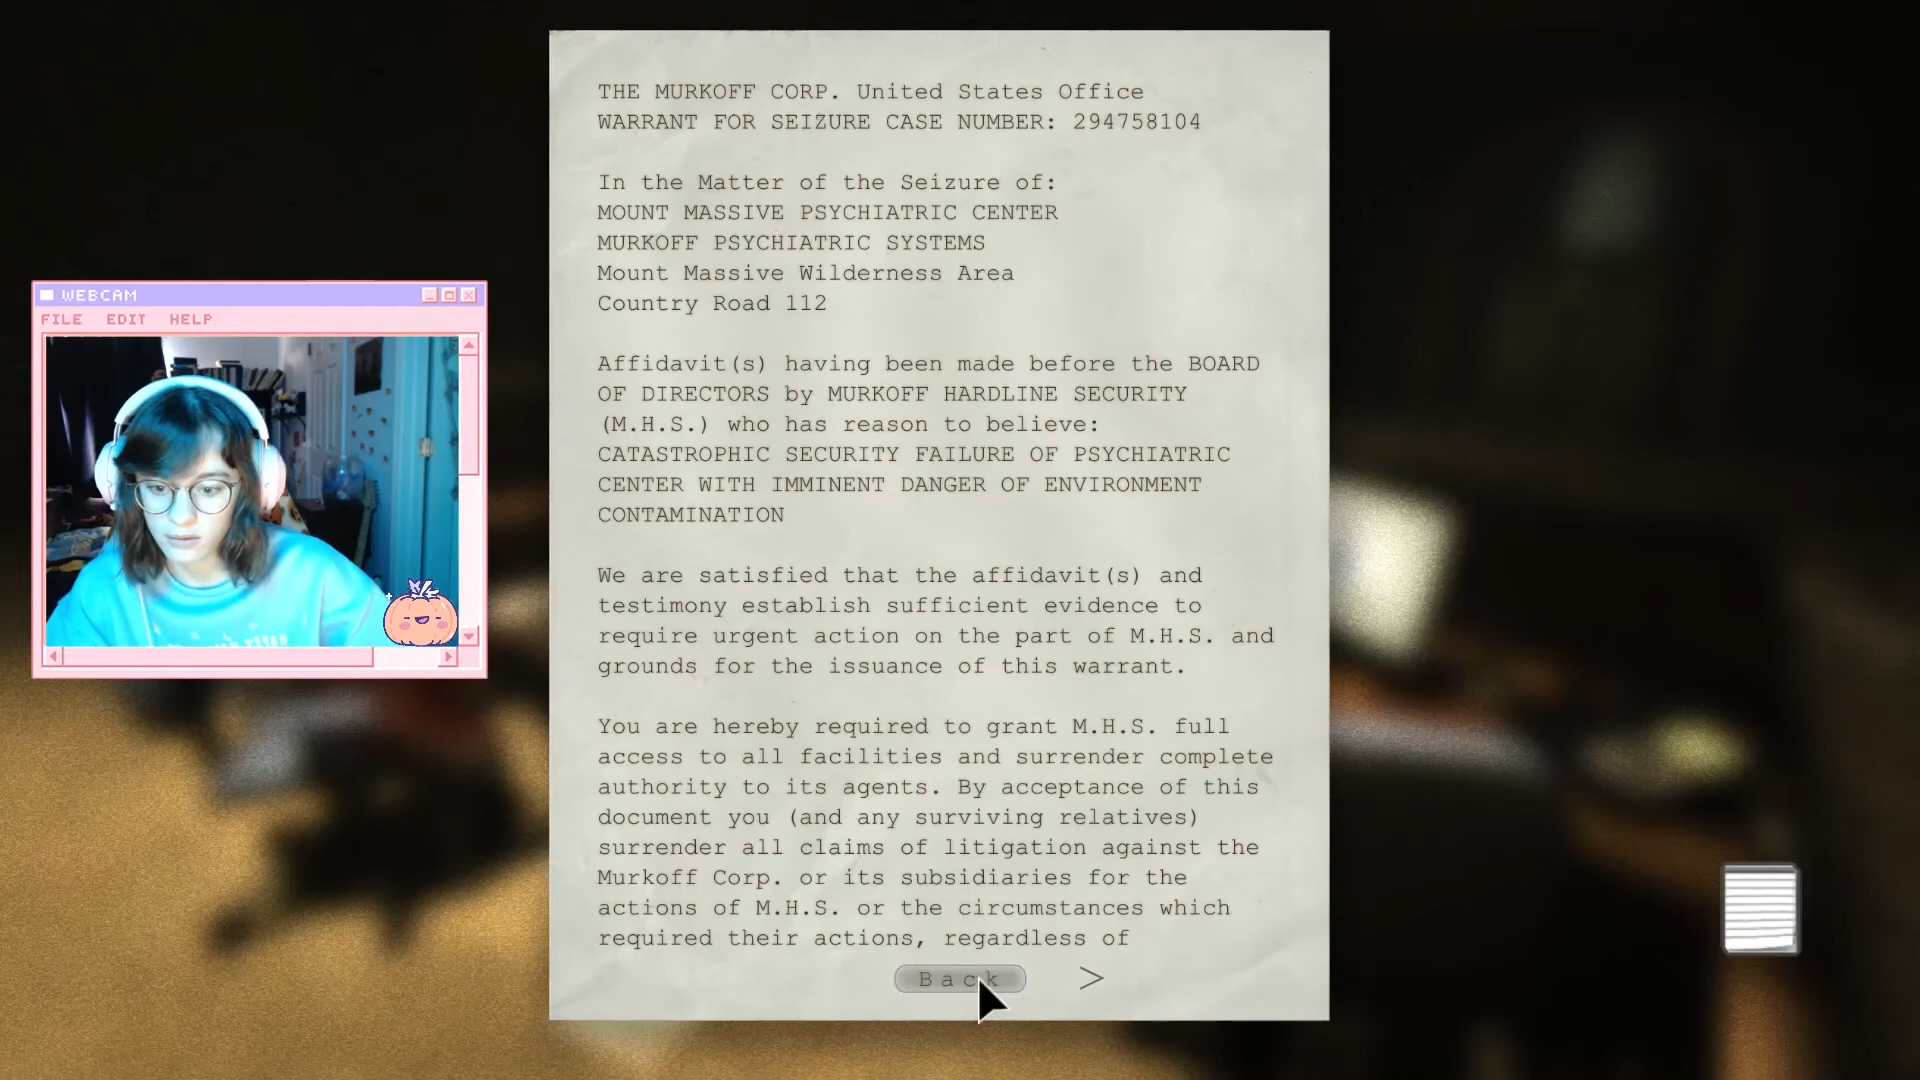 THE MURKOFF CORP. United States Office
WARRANT FOR SEIZURE CASE NUMBER: 294758104
In the Matter of the Seizure of:
MOUNT MASSIVE PSYCHIATRIC CENTER
MURKOFF PSYCHIATRIC SYSTEMS
Mount Massive Wilderness Area
Country Road 112
Affidavit(s) having been made before the BOARD
OF DIRECTORS by MURKOFF HARDLINE SECURITY
(M.H.S.) who has reason to believe:
CATASTROPHIC SECURITY FAILURE OF PSYCHIATRIC
CENTER WITH IMMINENT DANGER OF ENVIRONMENT
CONTAMINATION
We are satisfied that the affidavit(s) and
testimony establish sufficient evidence to
require urgent action on the part of M.H.S. and
grounds for the issuance of this warrant.
You are hereby required to grant M.H.S. full
access to all facilities and surrender complete
authority to its agents. By acceptance of this
document you (and any surviving relatives)
surrender all claims of litigation against the
Murkoff Corp. or its subsidiaries for the
actions of M.H.S. or the circumstances which
required their actions, regardless of
Back >
WEBCAM
FILE EDIT HELP